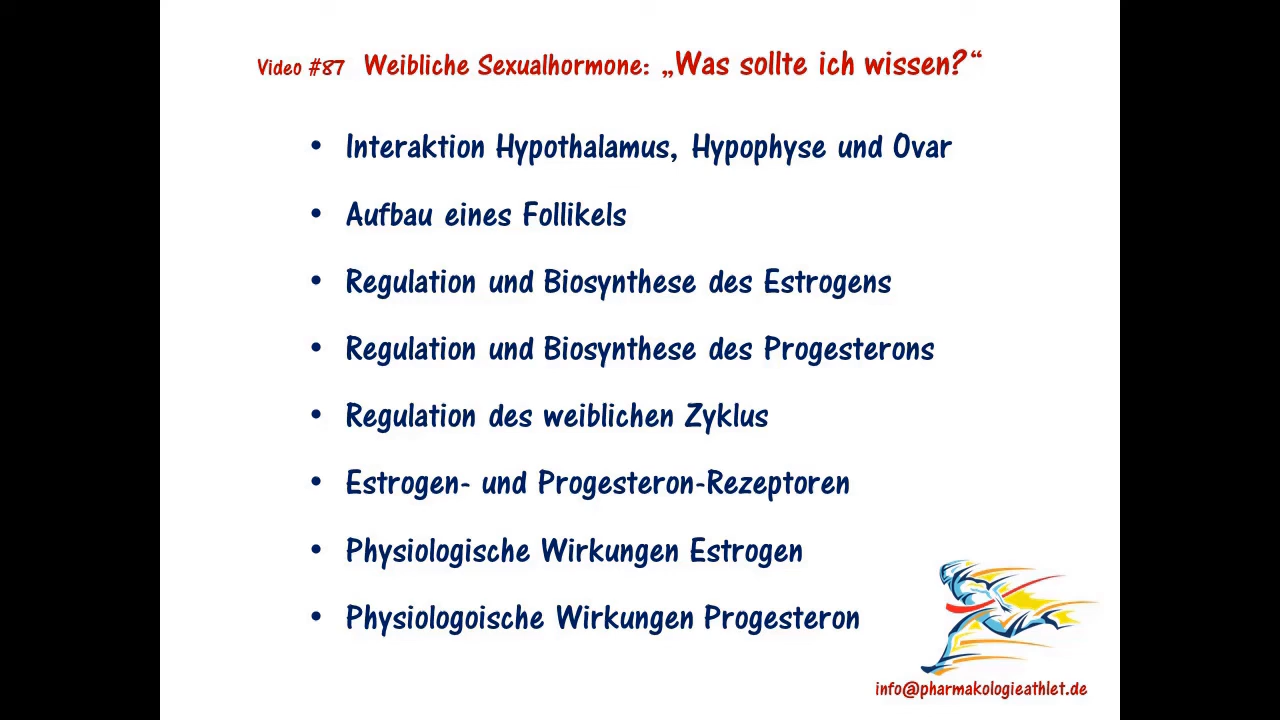 Video #87 Weibliche Sexualhormone: „Was sollte ich wissen?“
• Interaktion Hypothalamus, Hypophyse und Ovar
• Aufbau eines Follikels
• Regulation und Biosynthese des Estrogens
• Regulation und Biosynthese des Progesterons
• Regulation des weiblichen Zyklus
• Estrogen- und Progesteron-Rezeptoren
• Physiologische Wirkungen Estrogen
• Physiologoische Wirkungen Progesteron
info@pharmakologieathlet.de